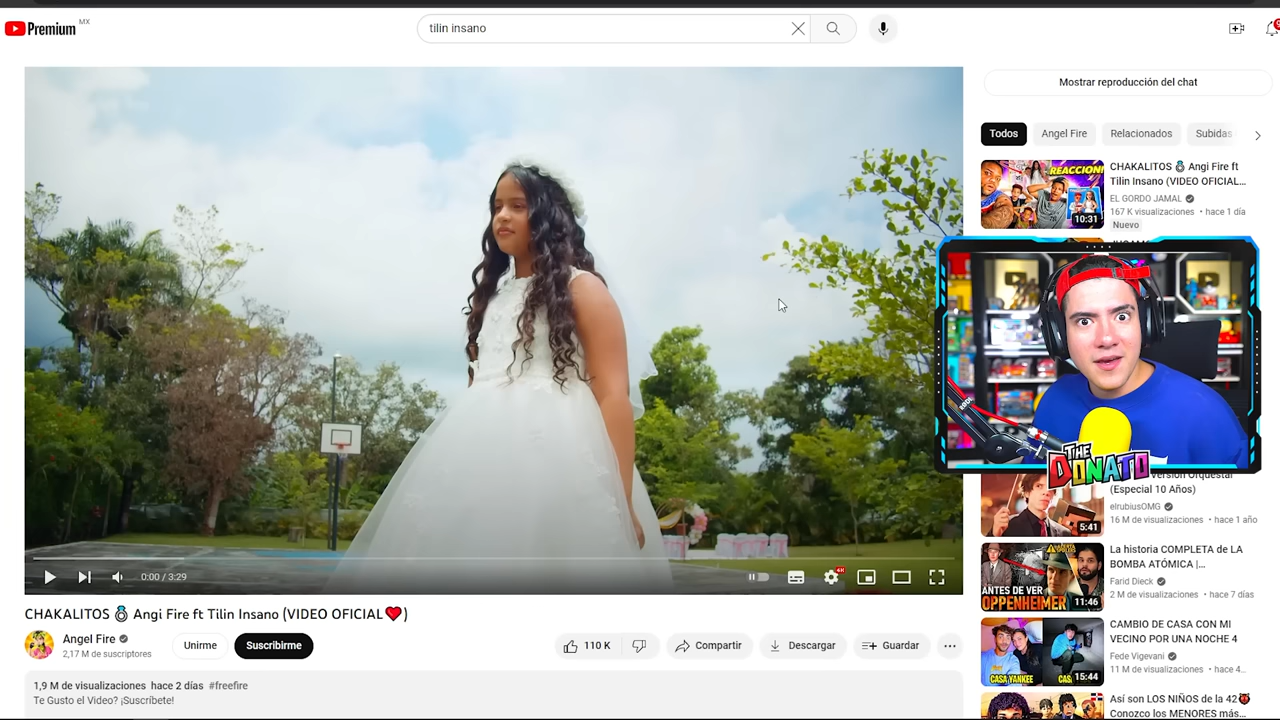 Premium MX
tilin insano
Mostrar reproducción del chat
Todos
Angel Fire
Relacionados
Subidas
REACCION
10:31
CHAKALITOS 💍 Angi Fire ft
Tilin Insano (VIDEO OFICIAL...
EL GORDO JAMAL
167 K visualizaciones • hace 1 día
Nuevo
THE
DONATO
(Especial 10 Años)
elrubiusOMG
16 M de visualizaciones • hace 1 año
5:41
ANTES DE VER
OPPENHEIMER
11:46
La historia COMPLETA de LA
BOMBA ATÓMICA |...
Farid Dieck
2 M de visualizaciones • hace 7 días
CASA YANKEE
15:44
CAMBIO DE CASA CON MI
VECINO POR UNA NOCHE 4
Fede Vigevani
11 M de visualizaciones • hace 4...
Así son LOS NIÑOS de la 42👹
Conozco los MENORES más...
0:00 / 3:29
CHAKALITOS 💍 Angi Fire ft Tilin Insano (VIDEO OFICIAL❤️)
Angel Fire
2,17 M de suscriptores
Unirme
Suscribirme
110 K
Compartir
Descargar
Guardar
1,9 M de visualizaciones hace 2 días #freefire
Te Gusto el Video? ¡Suscríbete!